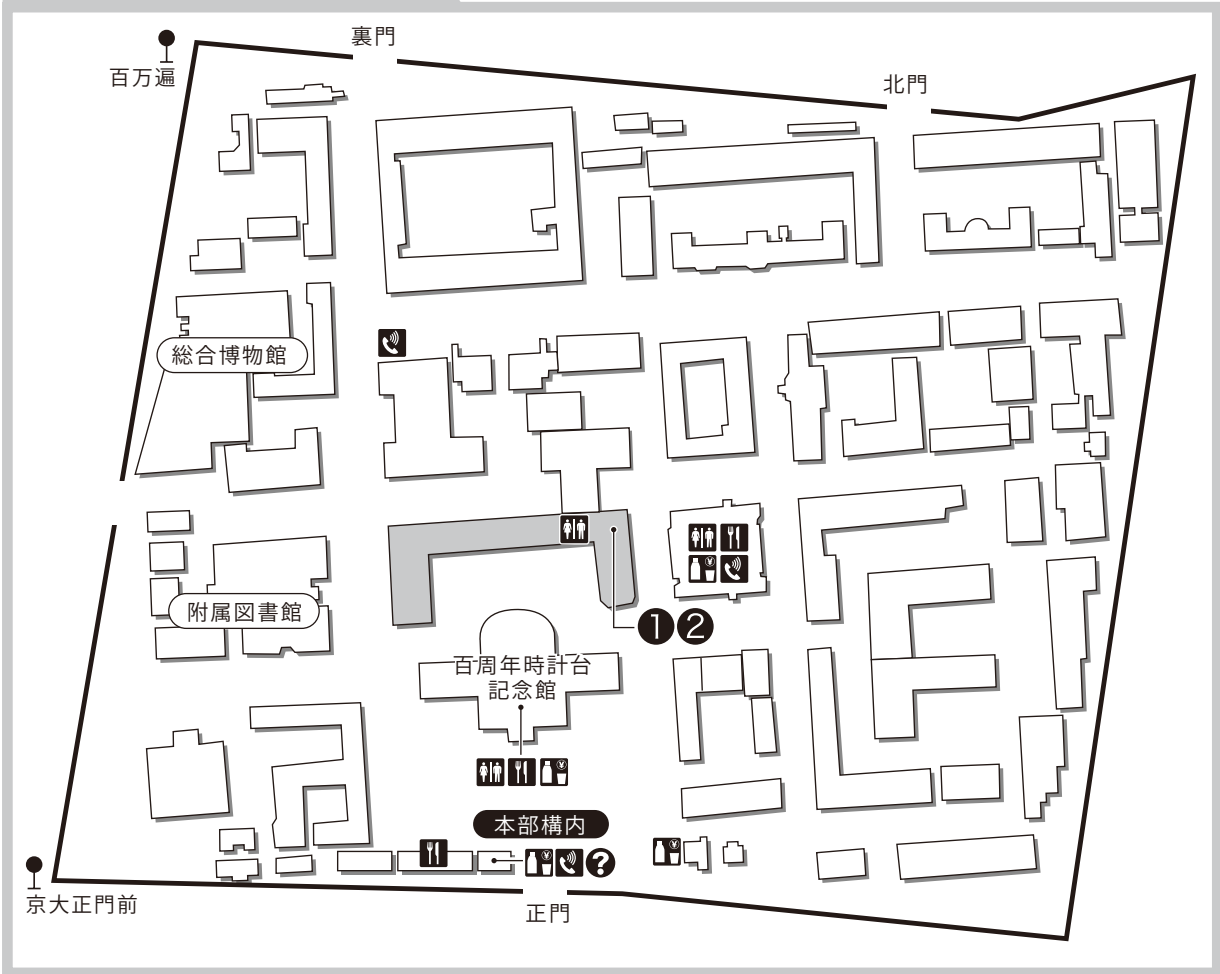 裏門
百万遍
北門
総合博物館
附属図書館
❶❷
百周年時計台
記念館
本部構内
?
京大正門前
正門